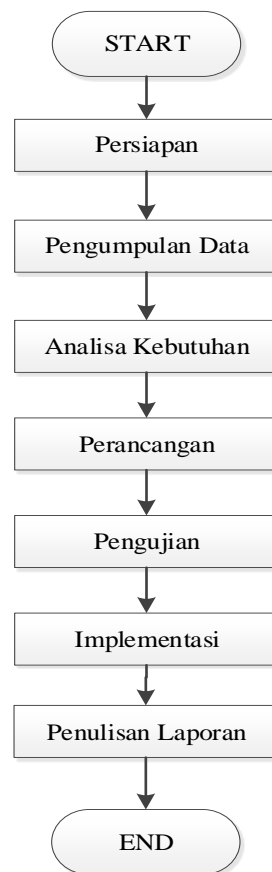 START
Persiapan
Pengumpulan Data
Analisa Kebutuhan
Perancangan
Pengujian
Implementasi
Penulisan Laporan
END